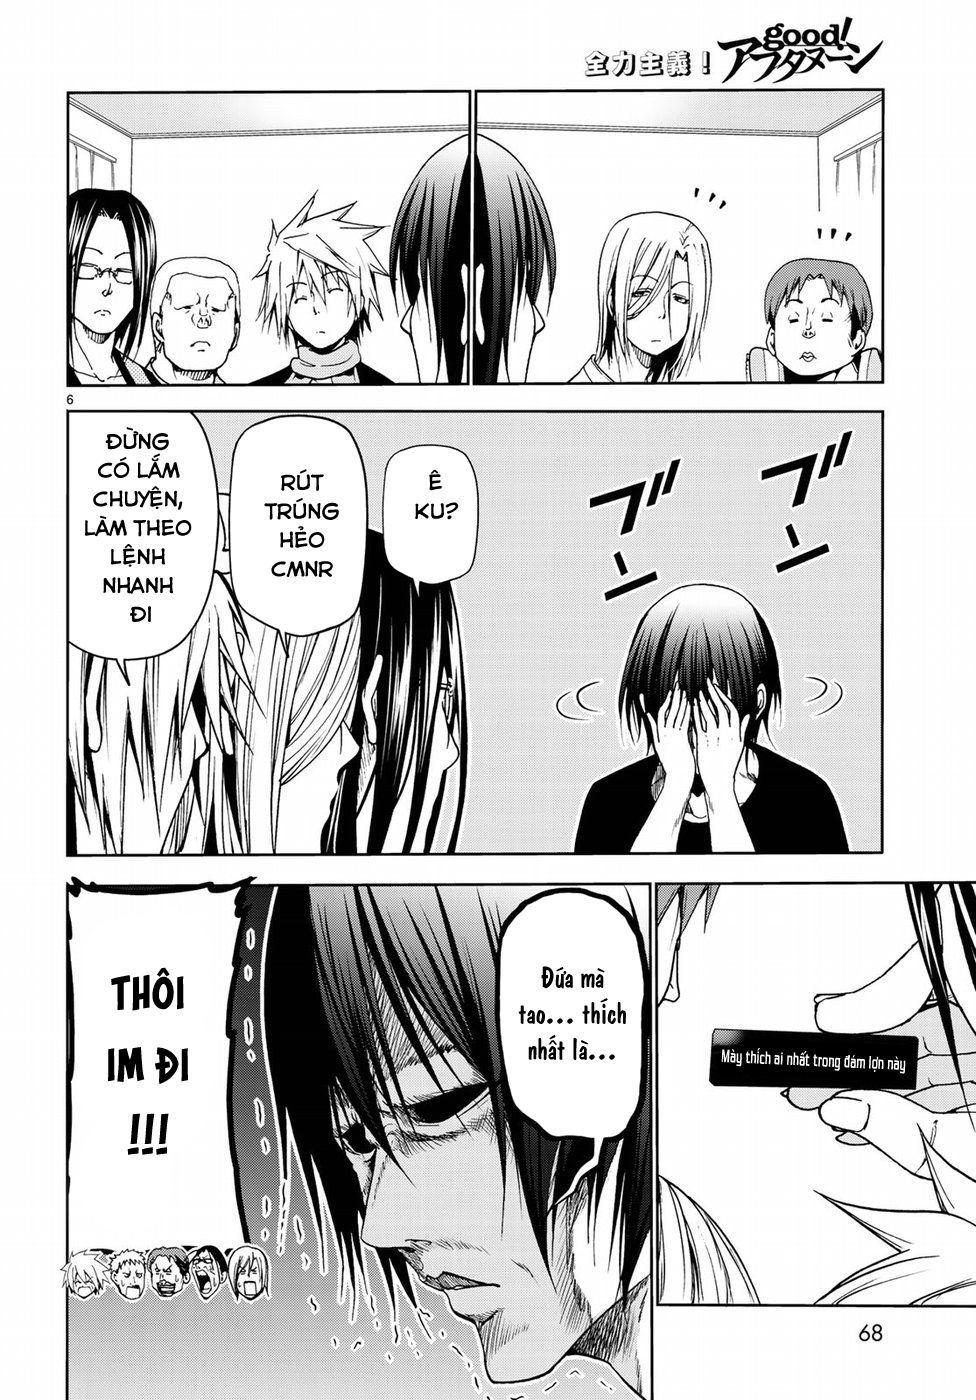 全力主義！
good!
アフタヌーン
6
Ê
KU?
RÚT
TRÚNG
HẺO
CMNR
ĐỪNG
CÓ LẮM
CHUYỆN,
LÀM THEO
LỆNH
NHANH
ĐI
ブンブン
Mày thích ai nhất trong đám lợn này
Đứa mà
tao... thích
nhất là...
THÔI
IM ĐI
!!!
68